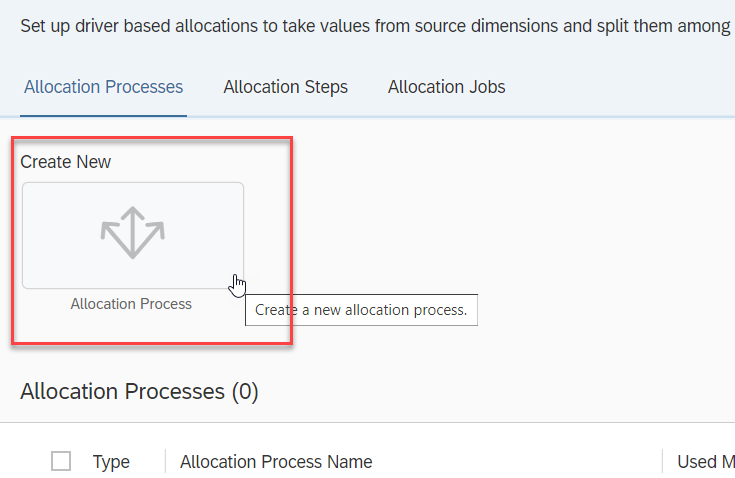 Set up driver based allocations to take values from source dimensions and split them among
Allocation Processes Allocation Steps Allocation Jobs
Create New
Allocation Process
Create a new allocation process.
Allocation Processes (0)
Type Allocation Process Name Used M